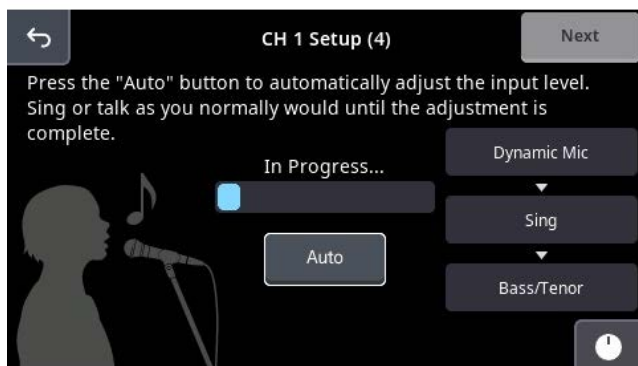 CH 1 Setup (4)
Next
Press the "Auto" button to automatically adjust the input level.
Sing or talk as you normally would until the adjustment is
complete.
In Progress...
Auto
Dynamic Mic
Sing
Bass/Tenor